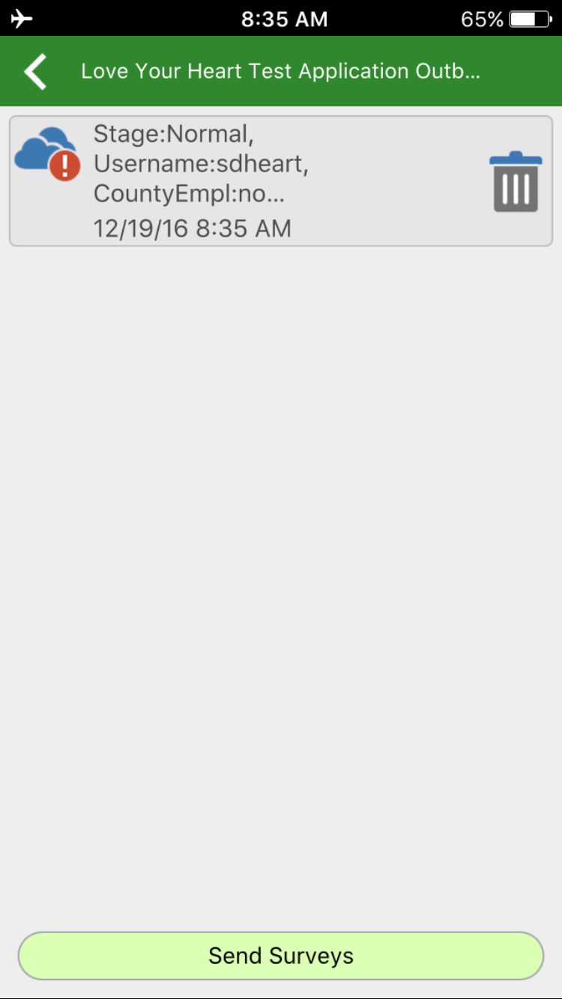 8:35 AM 65%
Love Your Heart Test Application Outb...
Stage:Normal,
Username:sdheart,
CountyEmpl:no...
12/19/16 8:35 AM
Send Surveys